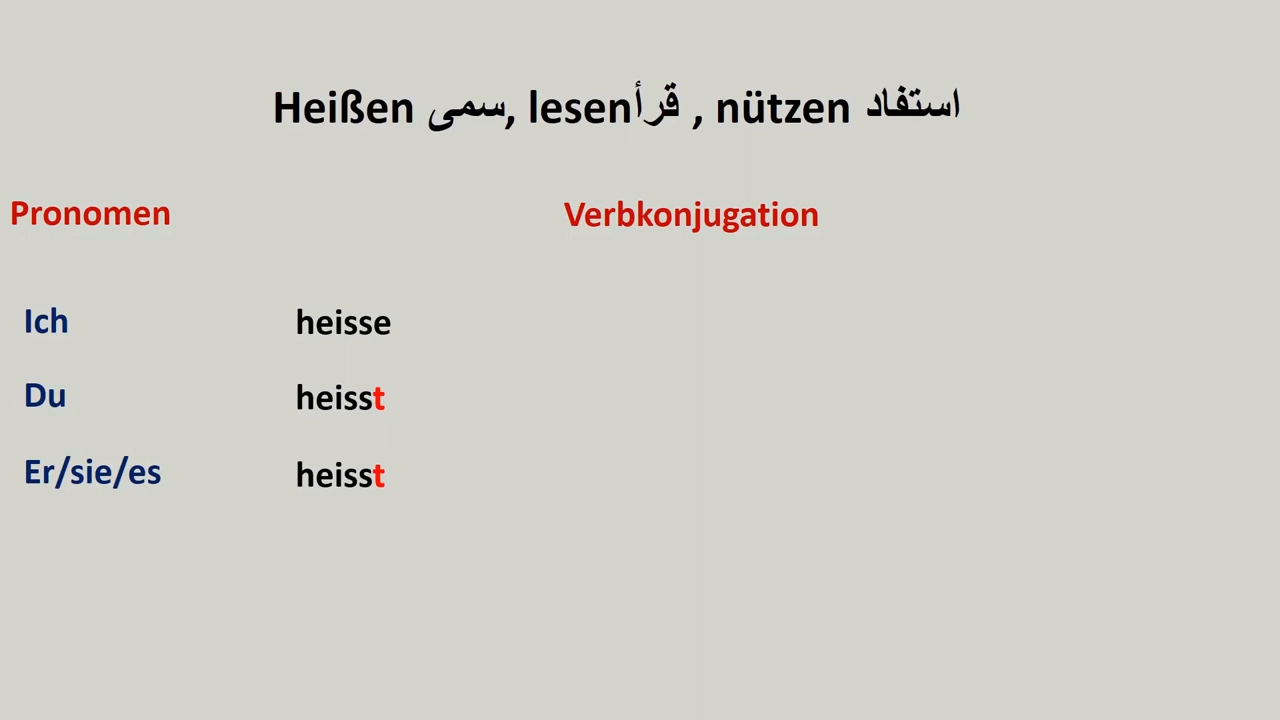 Heißen سمى, lesenقرأ , nützen استفاد
Pronomen Verbkonjugation
Ich heisse
Du heisst
Er/sie/es heisst